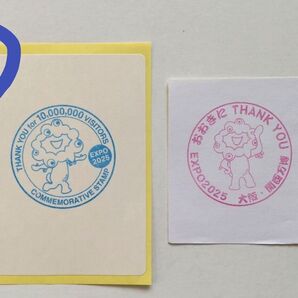 THANK YOU for 10,000,000 VISITORS
EXPO
2025
COMMEMORATIVE STAMP
おおきに THANK YOU
EXPO2025 大阪・関西万博